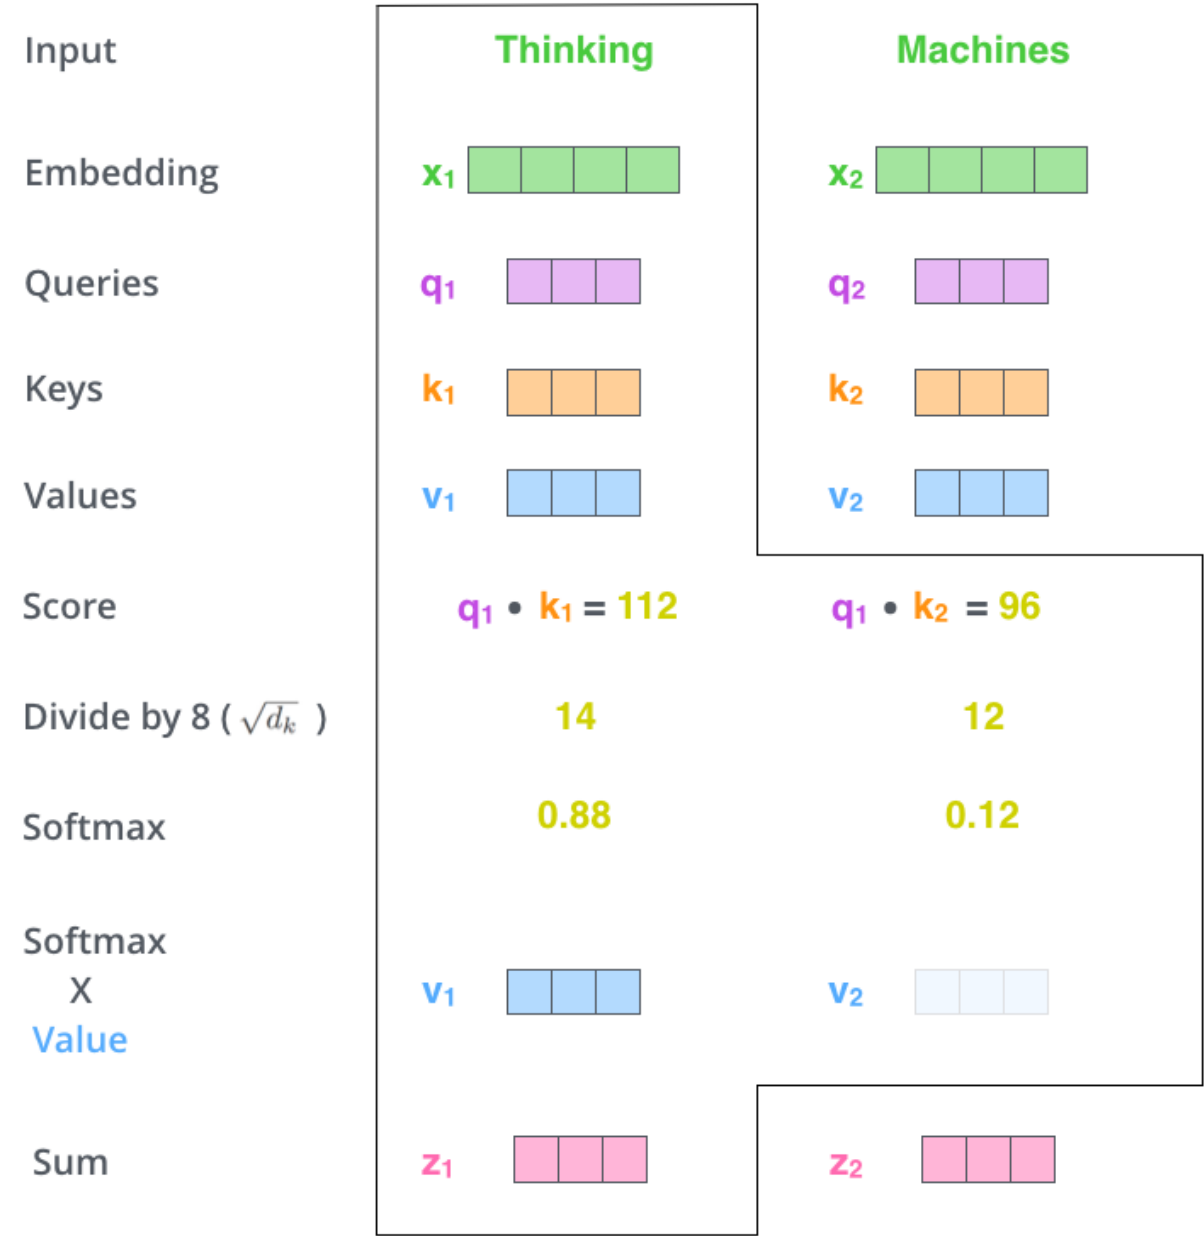 Input Thinking Machines
Embedding x₁ x₂
Queries q₁ q₂
Keys k₁ k₂
Values v₁ v₂
Score q₁ • k₁ = 112 q₁ • k₂ = 96
Divide by 8 ( √dₖ ) 14 12
Softmax 0.88 0.12
Softmax
X v₁ v₂
Value
Sum z₁ z₂